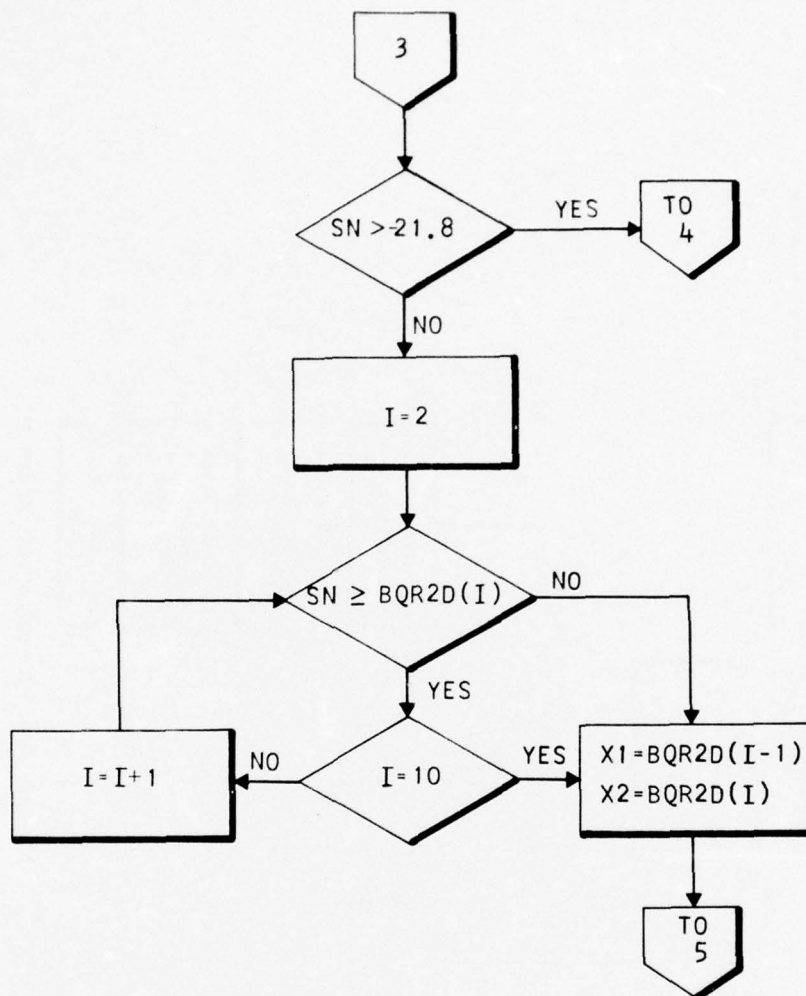 3
SN >-21.8
YES
TO
4
NO
I=2
SN ≥ BQR2D(I)
NO
YES
I=I+1
NO
I=10
YES
X1=BQR2D(I-1)
X2=BQR2D(I)
TO
5